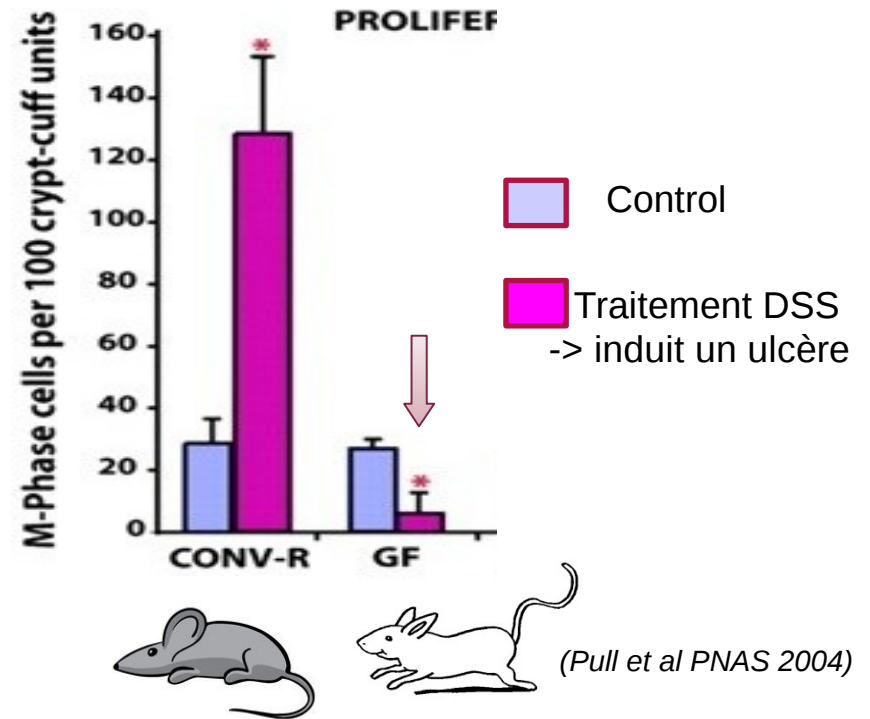 PROLIFER
M-Phase cells per 100 crypt-cuff units
160
140
120
100
80
60
40
20
0
*
*
CONV-R GF
Control
Traitement DSS
-> induit un ulcère
(Pull et al PNAS 2004)